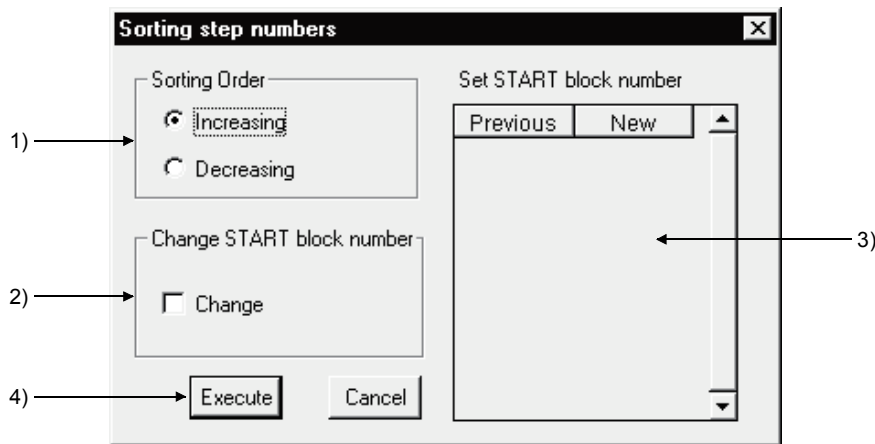 Sorting step numbers
Sorting Order
Increasing
Decreasing
1)
Change START block number
Change
2)
Set START block number
Previous New
3)
4)
Execute Cancel